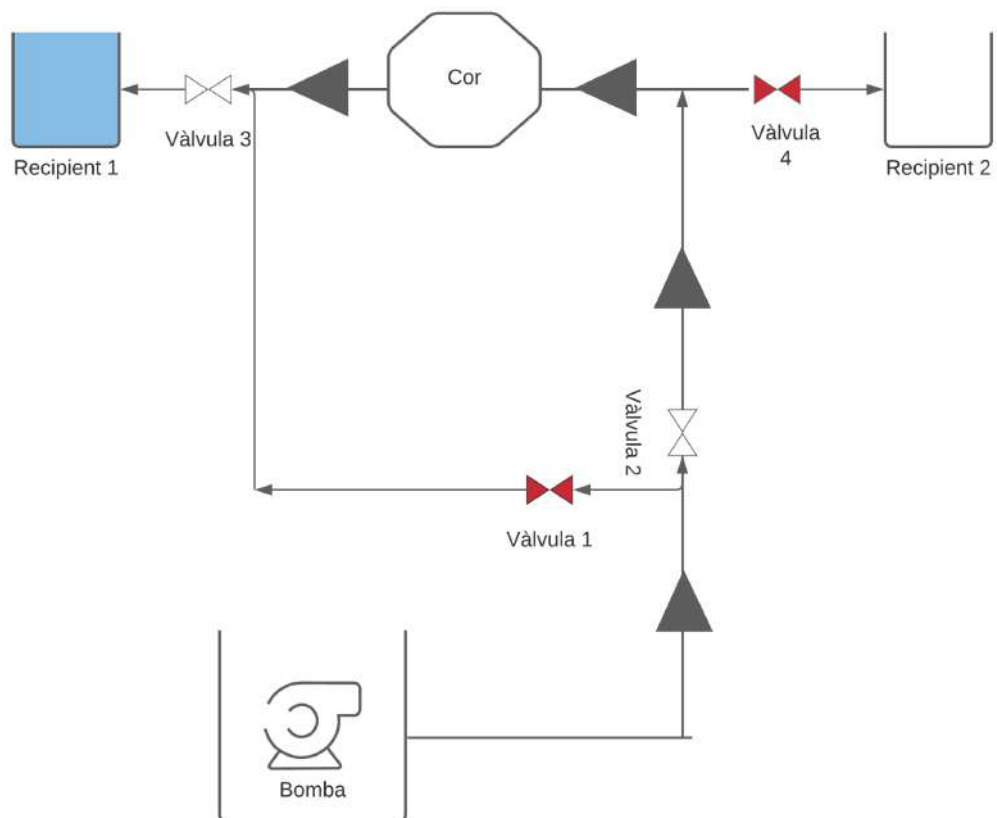 Cor
Recipient 1
Vàlvula 3
Vàlvula
4
Recipient 2
Vàlvula 2
Vàlvula 1
Bomba